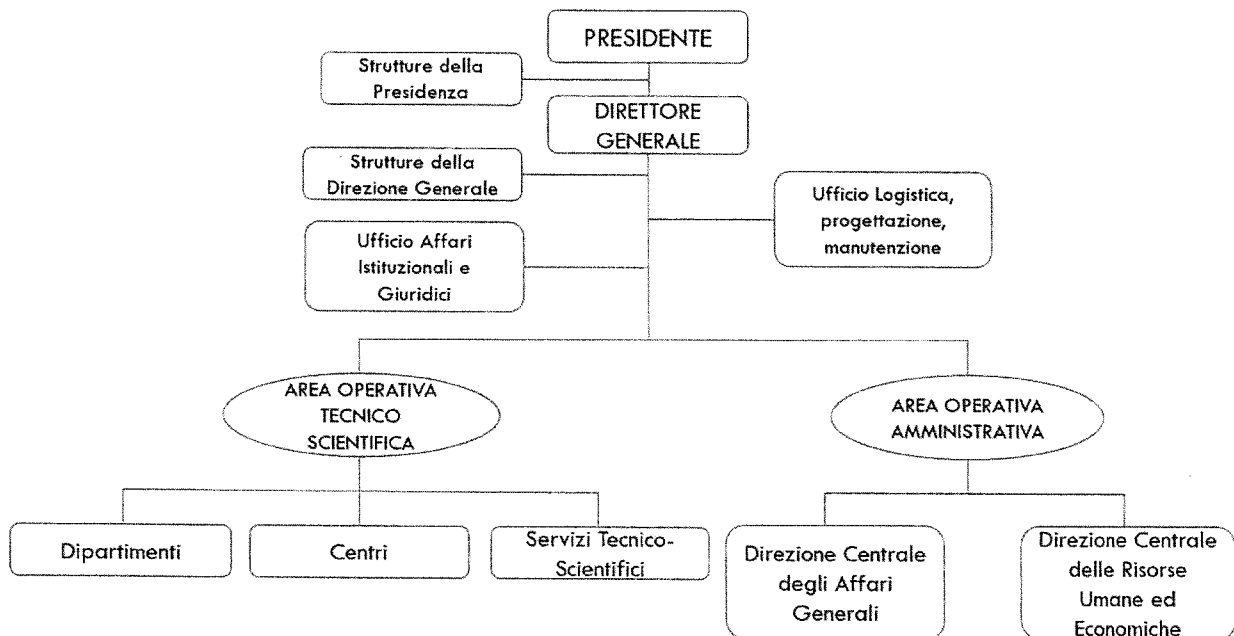 PRESIDENTE
Strutture della
Presidenza
DIRETTORE
GENERALE
Strutture della
Direzione Generale
Ufficio Logistica,
progettazione,
manutenzione
Ufficio Affari
Istituzionali e
Giuridici
AREA OPERATIVA
TECNICO
SCIENTIFICA
AREA OPERATIVA
AMMINISTRATIVA
Dipartimenti
Centri
Servizi Tecnico-
Scientifici
Direzione Centrale
degli Affari
Generali
Direzione Centrale
delle Risorse
Umane ed
Economiche